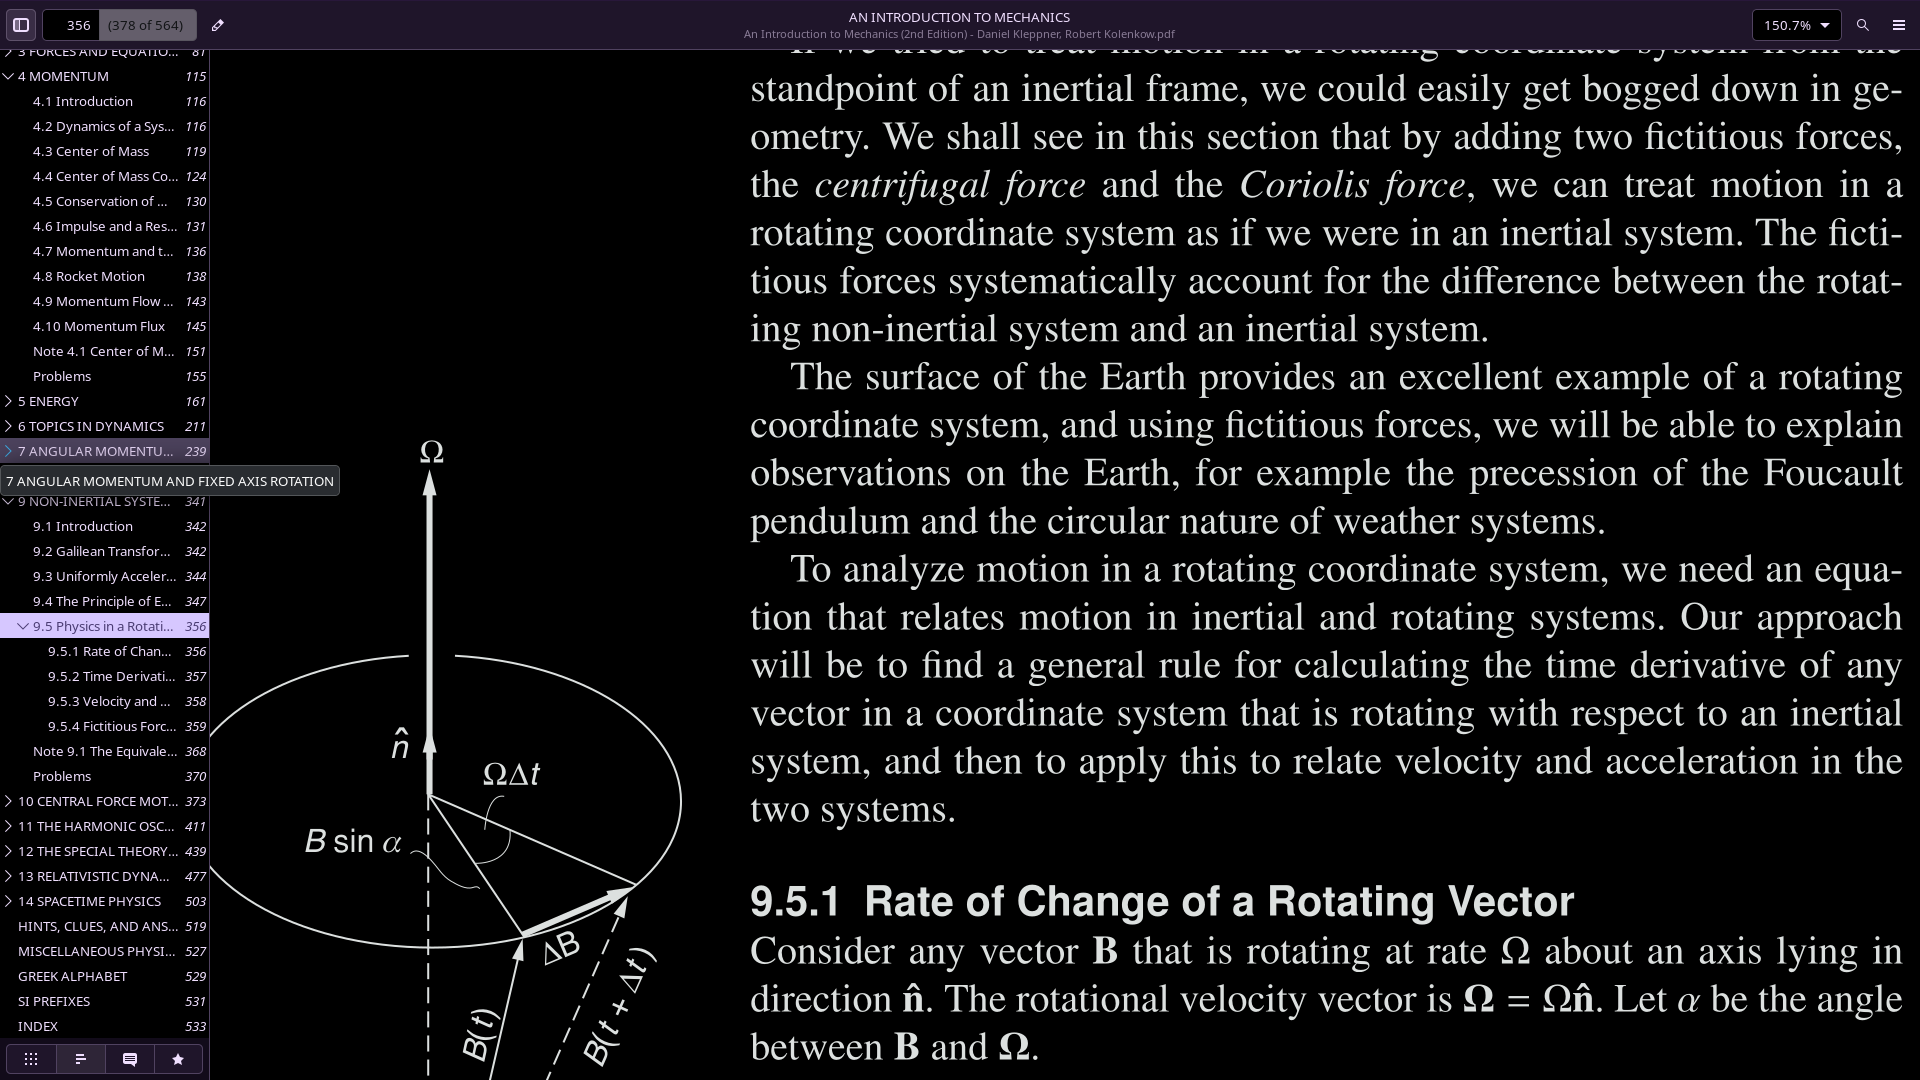 356
(378 of 564)
AN INTRODUCTION TO MECHANICS
An Introduction to Mechanics (2nd Edition) - Daniel Kleppner, Robert Kolenkow.pdf
150.7%
3 FORCES AND EQUATIO... 81
4 MOMENTUM 115
4.1 Introduction 116
4.2 Dynamics of a Sys... 116
4.3 Center of Mass 119
4.4 Center of Mass Co... 124
4.5 Conservation of ... 130
4.6 Impulse and a Res... 131
4.7 Momentum and t... 136
4.8 Rocket Motion 138
4.9 Momentum Flow ... 143
4.10 Momentum Flux 145
Note 4.1 Center of M... 151
Problems 155
5 ENERGY 161
6 TOPICS IN DYNAMICS 211
7 ANGULAR MOMENTU... 239
7 ANGULAR MOMENTUM AND FIXED AXIS ROTATION
9 NON-INERTIAL SYSTE... 341
9.1 Introduction 342
9.2 Galilean Transfor... 342
9.3 Uniformly Acceler... 344
9.4 The Principle of E... 347
9.5 Physics in a Rotati... 356
9.5.1 Rate of Chan... 356
9.5.2 Time Derivati... 357
9.5.3 Velocity and ... 358
9.5.4 Fictitious Forc... 359
Note 9.1 The Equivale... 368
Problems 370
10 CENTRAL FORCE MOT... 373
11 THE HARMONIC OSC... 411
12 THE SPECIAL THEORY... 439
13 RELATIVISTIC DYNA... 477
14 SPACETIME PHYSICS 503
HINTS, CLUES, AND ANS... 519
MISCELLANEOUS PHYSI... 527
GREEK ALPHABET 529
SI PREFIXES 531
INDEX 533
Ω
n̂
ΩΔt
B sin α
ΔB
B(t)
B(t + Δt)
If we tried to treat motion in a rotating coordinate system from the
standpoint of an inertial frame, we could easily get bogged down in ge-
ometry. We shall see in this section that by adding two fictitious forces,
the centrifugal force and the Coriolis force, we can treat motion in a
rotating coordinate system as if we were in an inertial system. The ficti-
tious forces systematically account for the difference between the rotat-
ing non-inertial system and an inertial system.
The surface of the Earth provides an excellent example of a rotating
coordinate system, and using fictitious forces, we will be able to explain
observations on the Earth, for example the precession of the Foucault
pendulum and the circular nature of weather systems.
To analyze motion in a rotating coordinate system, we need an equa-
tion that relates motion in inertial and rotating systems. Our approach
will be to find a general rule for calculating the time derivative of any
vector in a coordinate system that is rotating with respect to an inertial
system, and then to apply this to relate velocity and acceleration in the
two systems.
9.5.1 Rate of Change of a Rotating Vector
Consider any vector B that is rotating at rate Ω about an axis lying in
direction n̂. The rotational velocity vector is Ω = Ωn̂. Let α be the angle
between B and Ω.